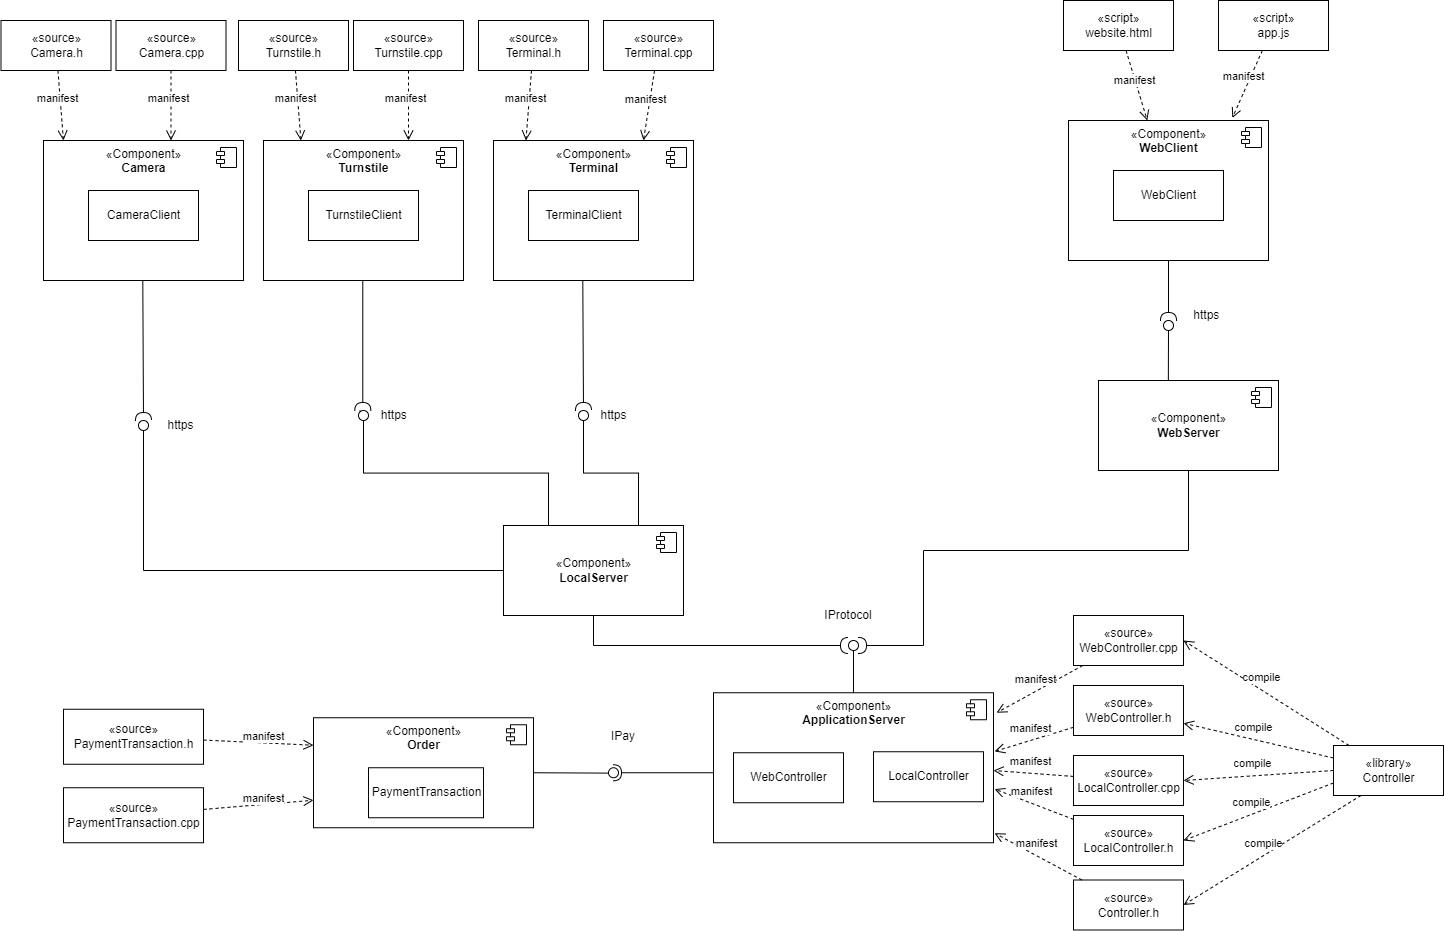 «source»
Camera.h
«source»
Camera.cpp
«source»
Turnstile.h
«source»
Turnstile.cpp
«source»
Terminal.h
«source»
Terminal.cpp
«script»
website.html
«script»
app.js
manifest
manifest
manifest
manifest
manifest
manifest
manifest
manifest
«Component»
Camera
CameraClient
«Component»
Turnstile
TurnstileClient
«Component»
Terminal
TerminalClient
«Component»
WebClient
WebClient
https
https
https
https
«Component»
WebServer
«Component»
LocalServer
IProtocol
«source»
PaymentTransaction.h
«source»
PaymentTransaction.cpp
manifest
manifest
«Component»
Order
PaymentTransaction
IPay
«Component»
ApplicationServer
WebController
LocalController
manifest
manifest
manifest
manifest
manifest
«source»
WebController.cpp
«source»
WebController.h
«source»
LocalController.cpp
«source»
LocalController.h
«source»
Controller.h
compile
compile
compile
compile
compile
«library»
Controller